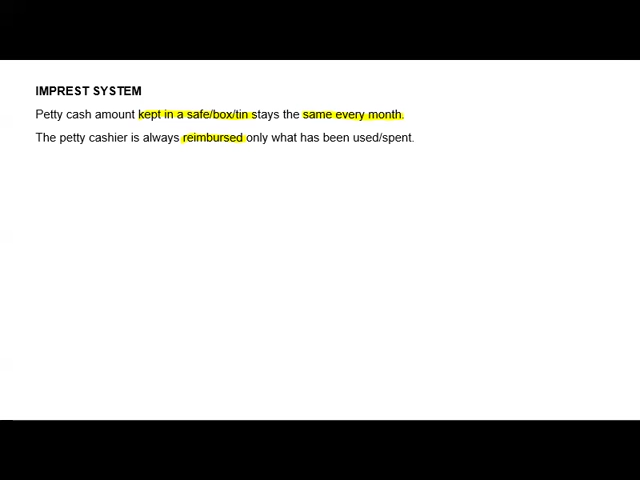 IMPREST SYSTEM
Petty cash amount kept in a safe/box/tin stays the same every month.
The petty cashier is always reimbursed only what has been used/spent.